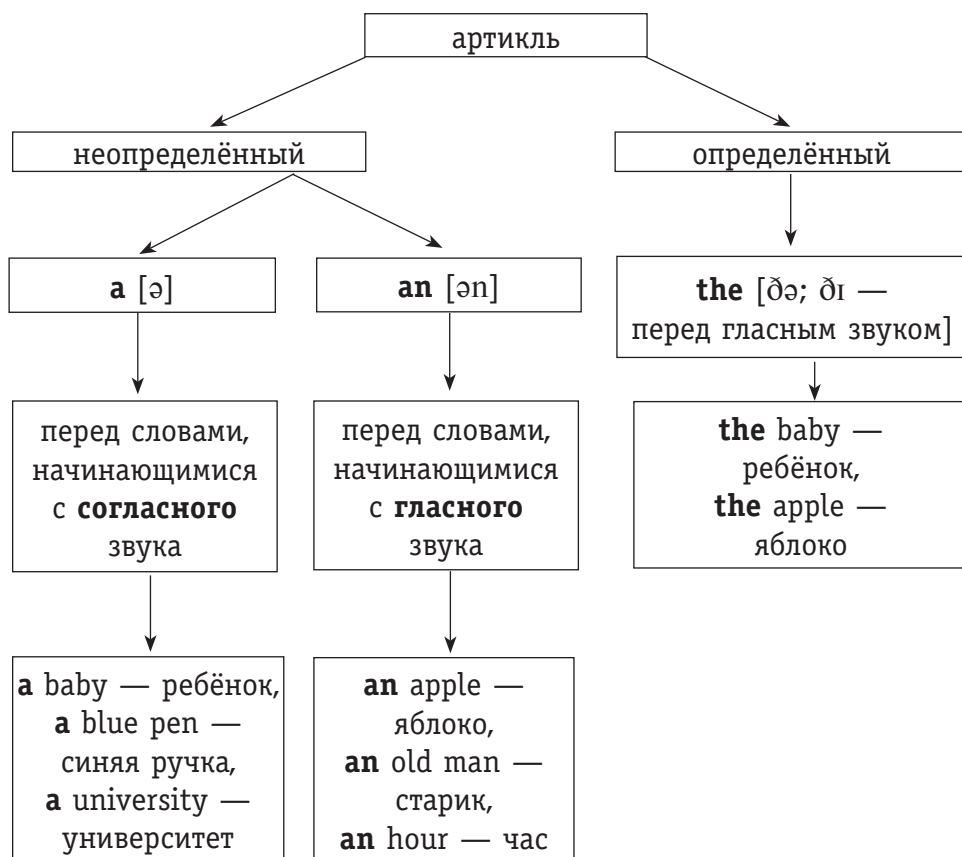 артикль
неопределённый
определённый
a [ə]
an [ən]
the [ðə; ðɪ —
перед гласным звуком]
перед словами,
начинающимися
с согласного
звука
перед словами,
начинающимися
с гласного
звука
the baby —
ребёнок,
the apple —
яблоко
a baby — ребёнок,
a blue pen —
синяя ручка,
a university —
университет
an apple —
яблоко,
an old man —
старик,
an hour — час